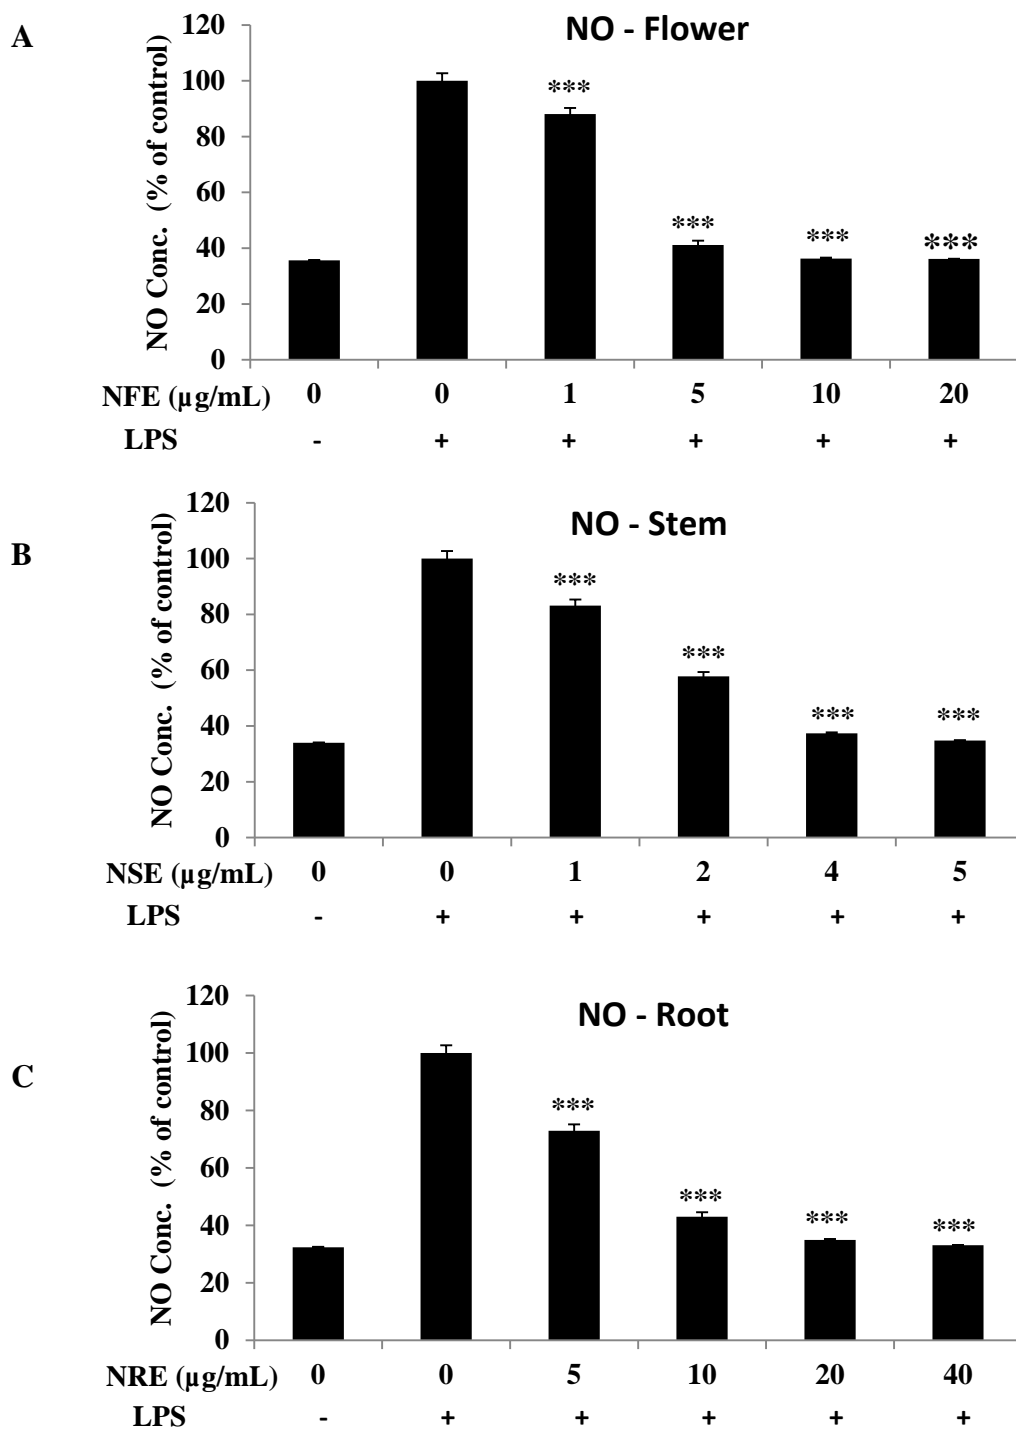 A
NO - Flower
NO Conc. (% of control)
120
100
80
60
40
20
0
***
***
***
***
NFE (µg/mL) 0 0 1 5 10 20
LPS - + + + + +
B
NO - Stem
NO Conc. (% of control)
120
100
80
60
40
20
0
***
***
***
***
NSE (µg/mL) 0 0 1 2 4 5
LPS - + + + + +
C
NO - Root
NO Conc. (% of control)
120
100
80
60
40
20
0
***
***
***
***
NRE (µg/mL) 0 0 5 10 20 40
LPS - + + + + +